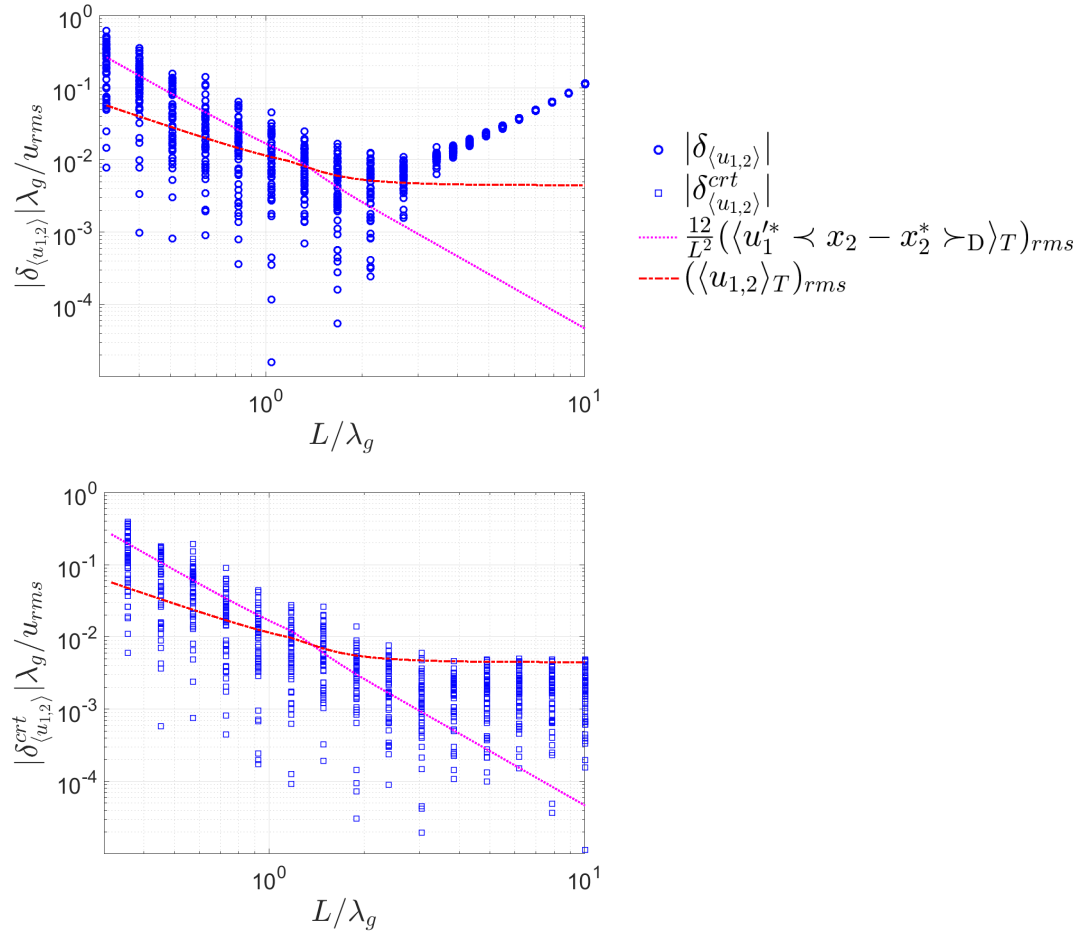 10^0
10^{-1}
10^{-2}
10^{-3}
10^{-4}
|δ_{⟨u_{1,2}⟩}|λ_g/u_{rms}
10^0
10^1
L/λ_g
|δ_{⟨u_{1,2}⟩}|
|δ^{crt}_{⟨u_{1,2}⟩}|
\frac{12}{L^2}(⟨u_1'^* ≺ x_2 − x_2^* ≻_D⟩_T)_{rms}
(⟨u_{1,2}⟩_T)_{rms}
10^0
10^{-1}
10^{-2}
10^{-3}
10^{-4}
|δ^{crt}_{⟨u_{1,2}⟩}|λ_g/u_{rms}
10^0
10^1
L/λ_g